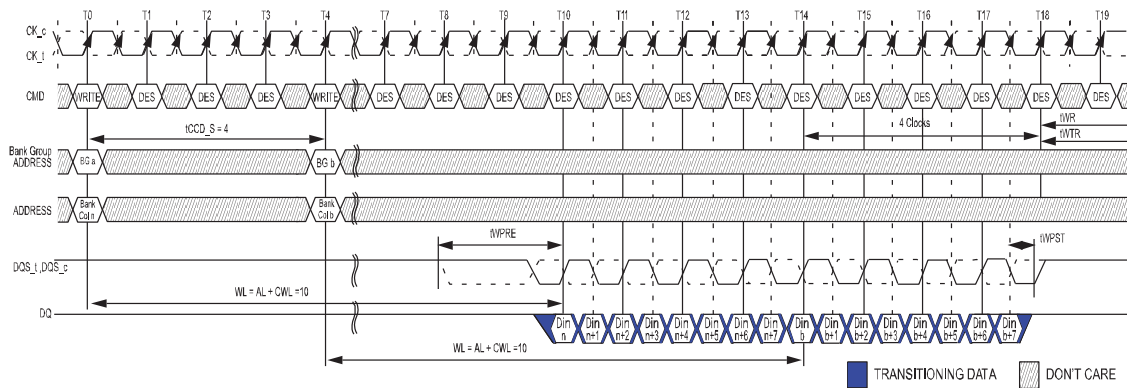 T0 T1 T2 T3 T4 T7 T8 T9 T10 T11 T12 T13 T14 T15 T16 T17 T18 T19
CK_c
CK_t
CMD WRITE DES DES DES WRITE DES DES DES DES DES DES DES DES DES DES DES DES DES
tCCD_S = 4
4 Clocks
tWR
tWTR
Bank Group
ADDRESS
BG a
BG b
ADDRESS
Bank
Col n
Bank
Col b
tWPRE
tWPST
DQS_t ,DQS_c
WL = AL + CWL =10
DQ
Din n
Din n+1
Din n+2
Din n+3
Din n+4
Din n+5
Din n+6
Din n+7
Din b
Din b+1
Din b+2
Din b+3
Din b+4
Din b+5
Din b+6
Din b+7
WL = AL + CWL =10
TRANSITIONING DATA
DON'T CARE